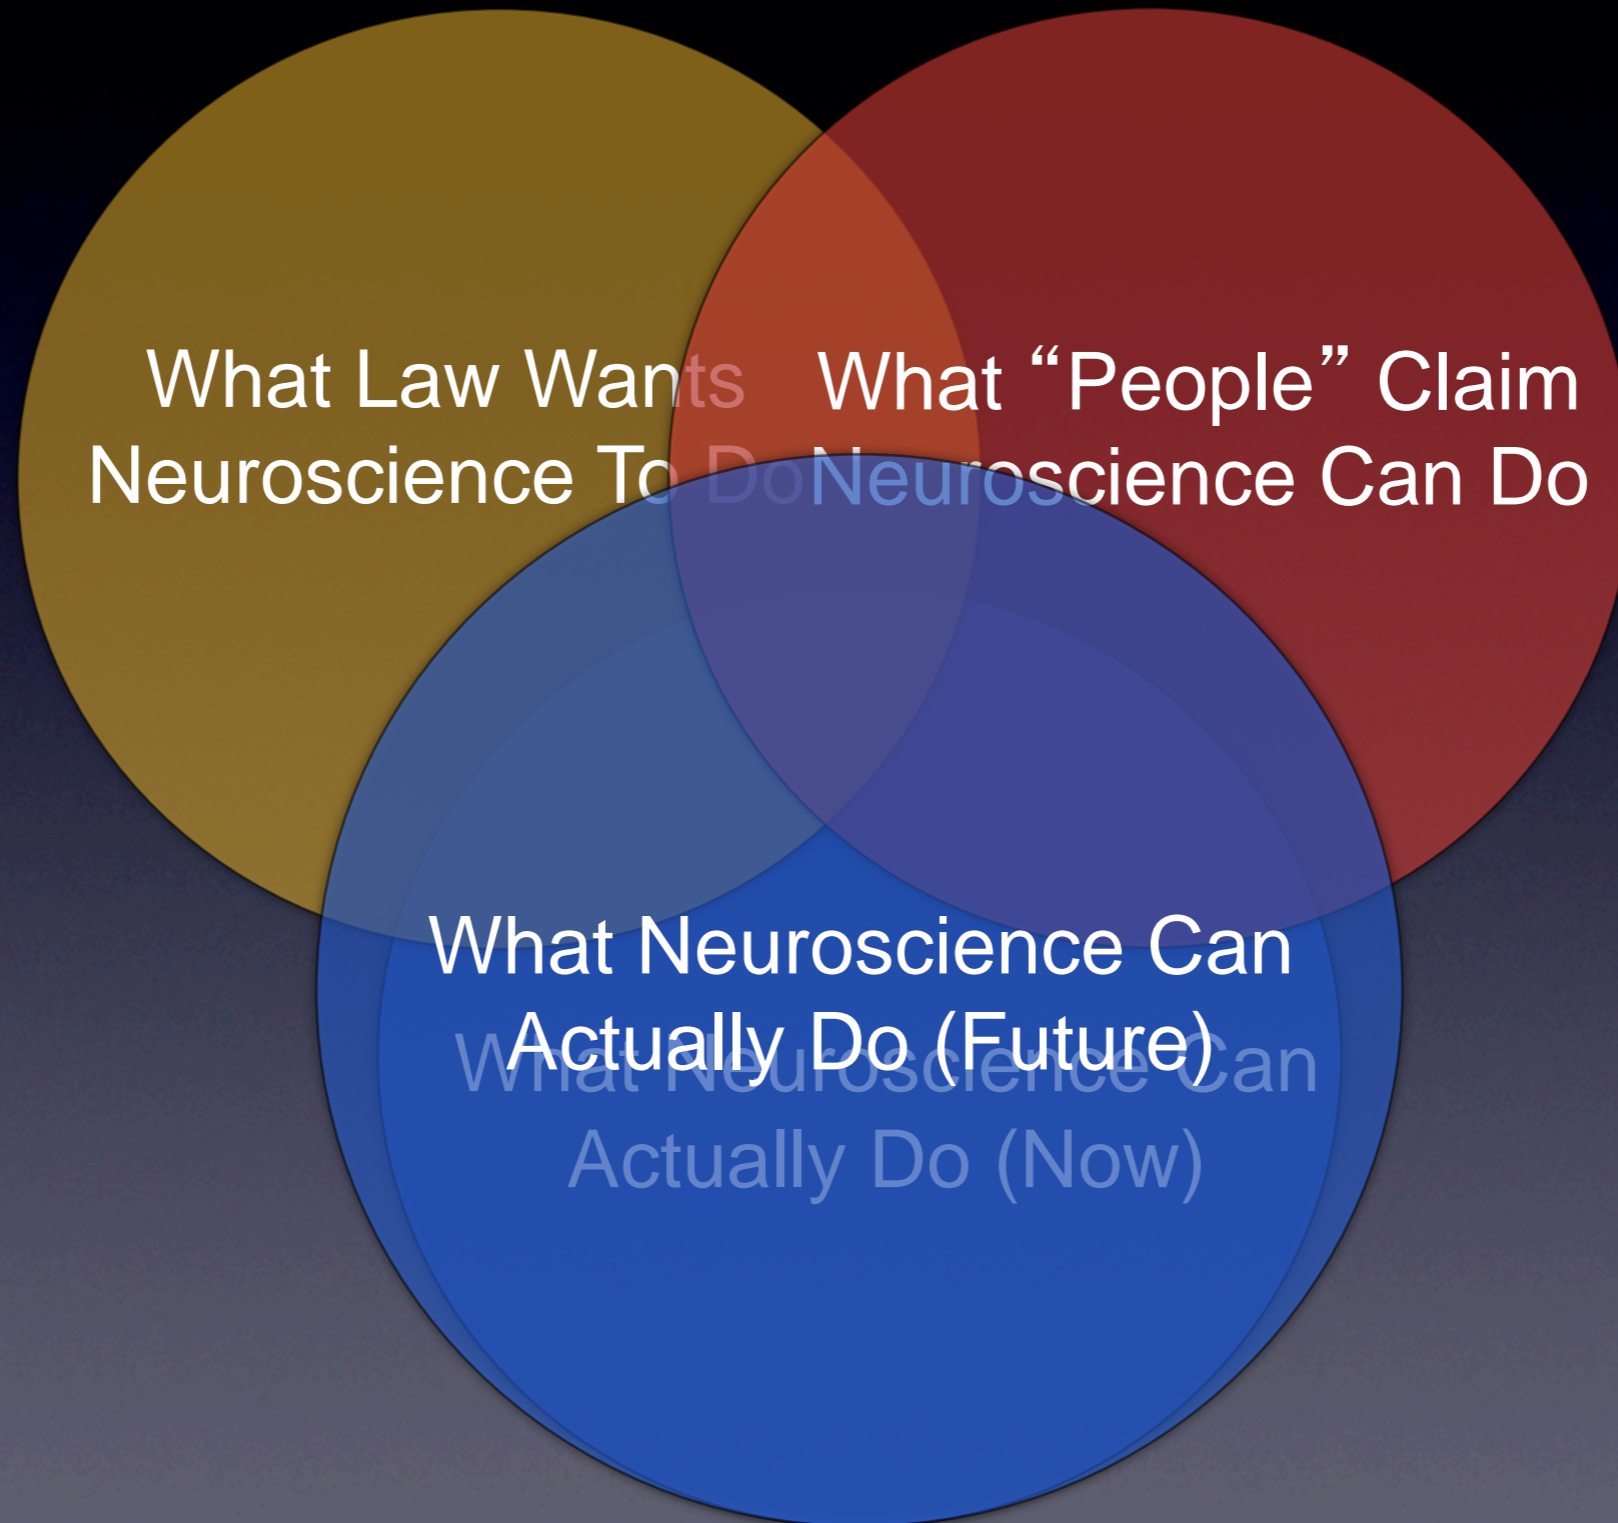 What Law Wants
Neuroscience To Do
What “People” Claim
Neuroscience Can Do
What Neuroscience Can
Actually Do (Future)
What Neuroscience Can
Actually Do (Now)